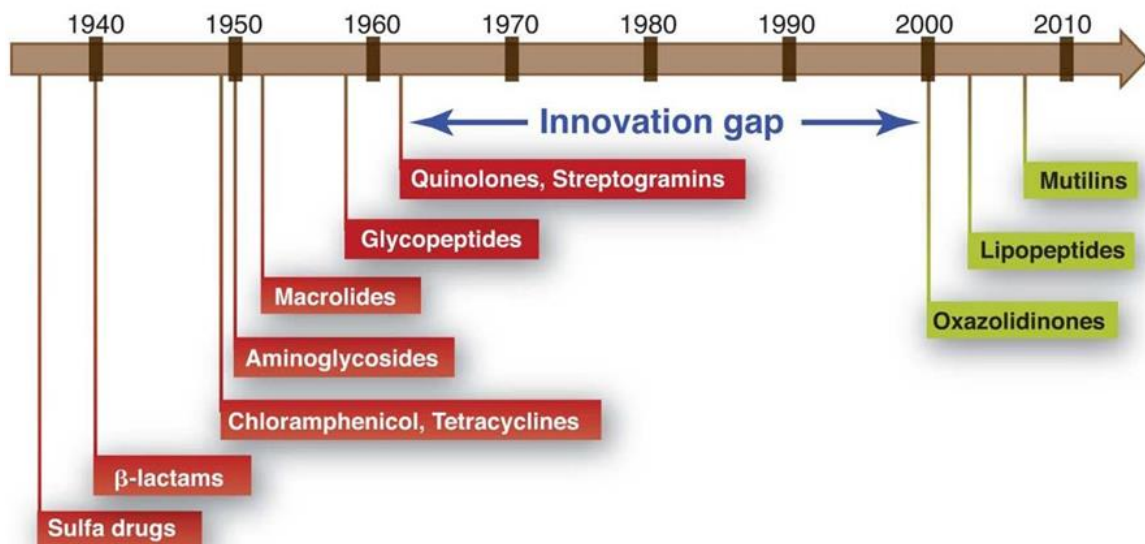 1940 1950 1960 1970 1980 1990 2000 2010
Innovation gap
Quinolones, Streptogramins
Mutilins
Glycopeptides
Lipopeptides
Macrolides
Oxazolidinones
Aminoglycosides
Chloramphenicol, Tetracyclines
β-lactams
Sulfa drugs